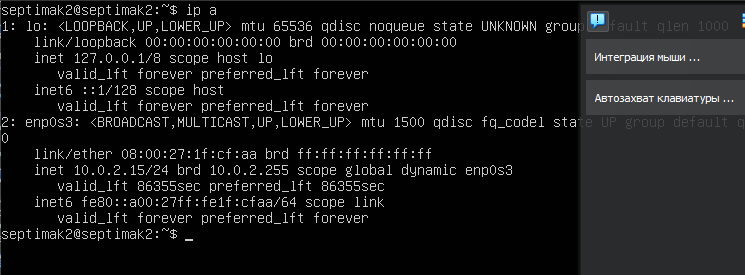 septimak2@septimak2:~$ ip a
1: lo: <LOOPBACK,UP,LOWER_UP> mtu 65536 qdisc noqueue state UNKNOWN group default qlen 1000
link/loopback 00:00:00:00:00:00 brd 00:00:00:00:00:00
inet 127.0.0.1/8 scope host lo
valid_lft forever preferred_lft forever
inet6 ::1/128 scope host
valid_lft forever preferred_lft forever
2: enp0s3: <BROADCAST,MULTICAST,UP,LOWER_UP> mtu 1500 qdisc fq_codel state UP group default q
0
link/ether 08:00:27:1f:cf:aa brd ff:ff:ff:ff:ff:ff
inet 10.0.2.15/24 brd 10.0.2.255 scope global dynamic enp0s3
valid_lft 86355sec preferred_lft 86355sec
inet6 fe80::a00:27ff:fe1f:cfaa/64 scope link
valid_lft forever preferred_lft forever
septimak2@septimak2:~$ _
Интеграция мыши ...
Автозахват клавиатуры ...